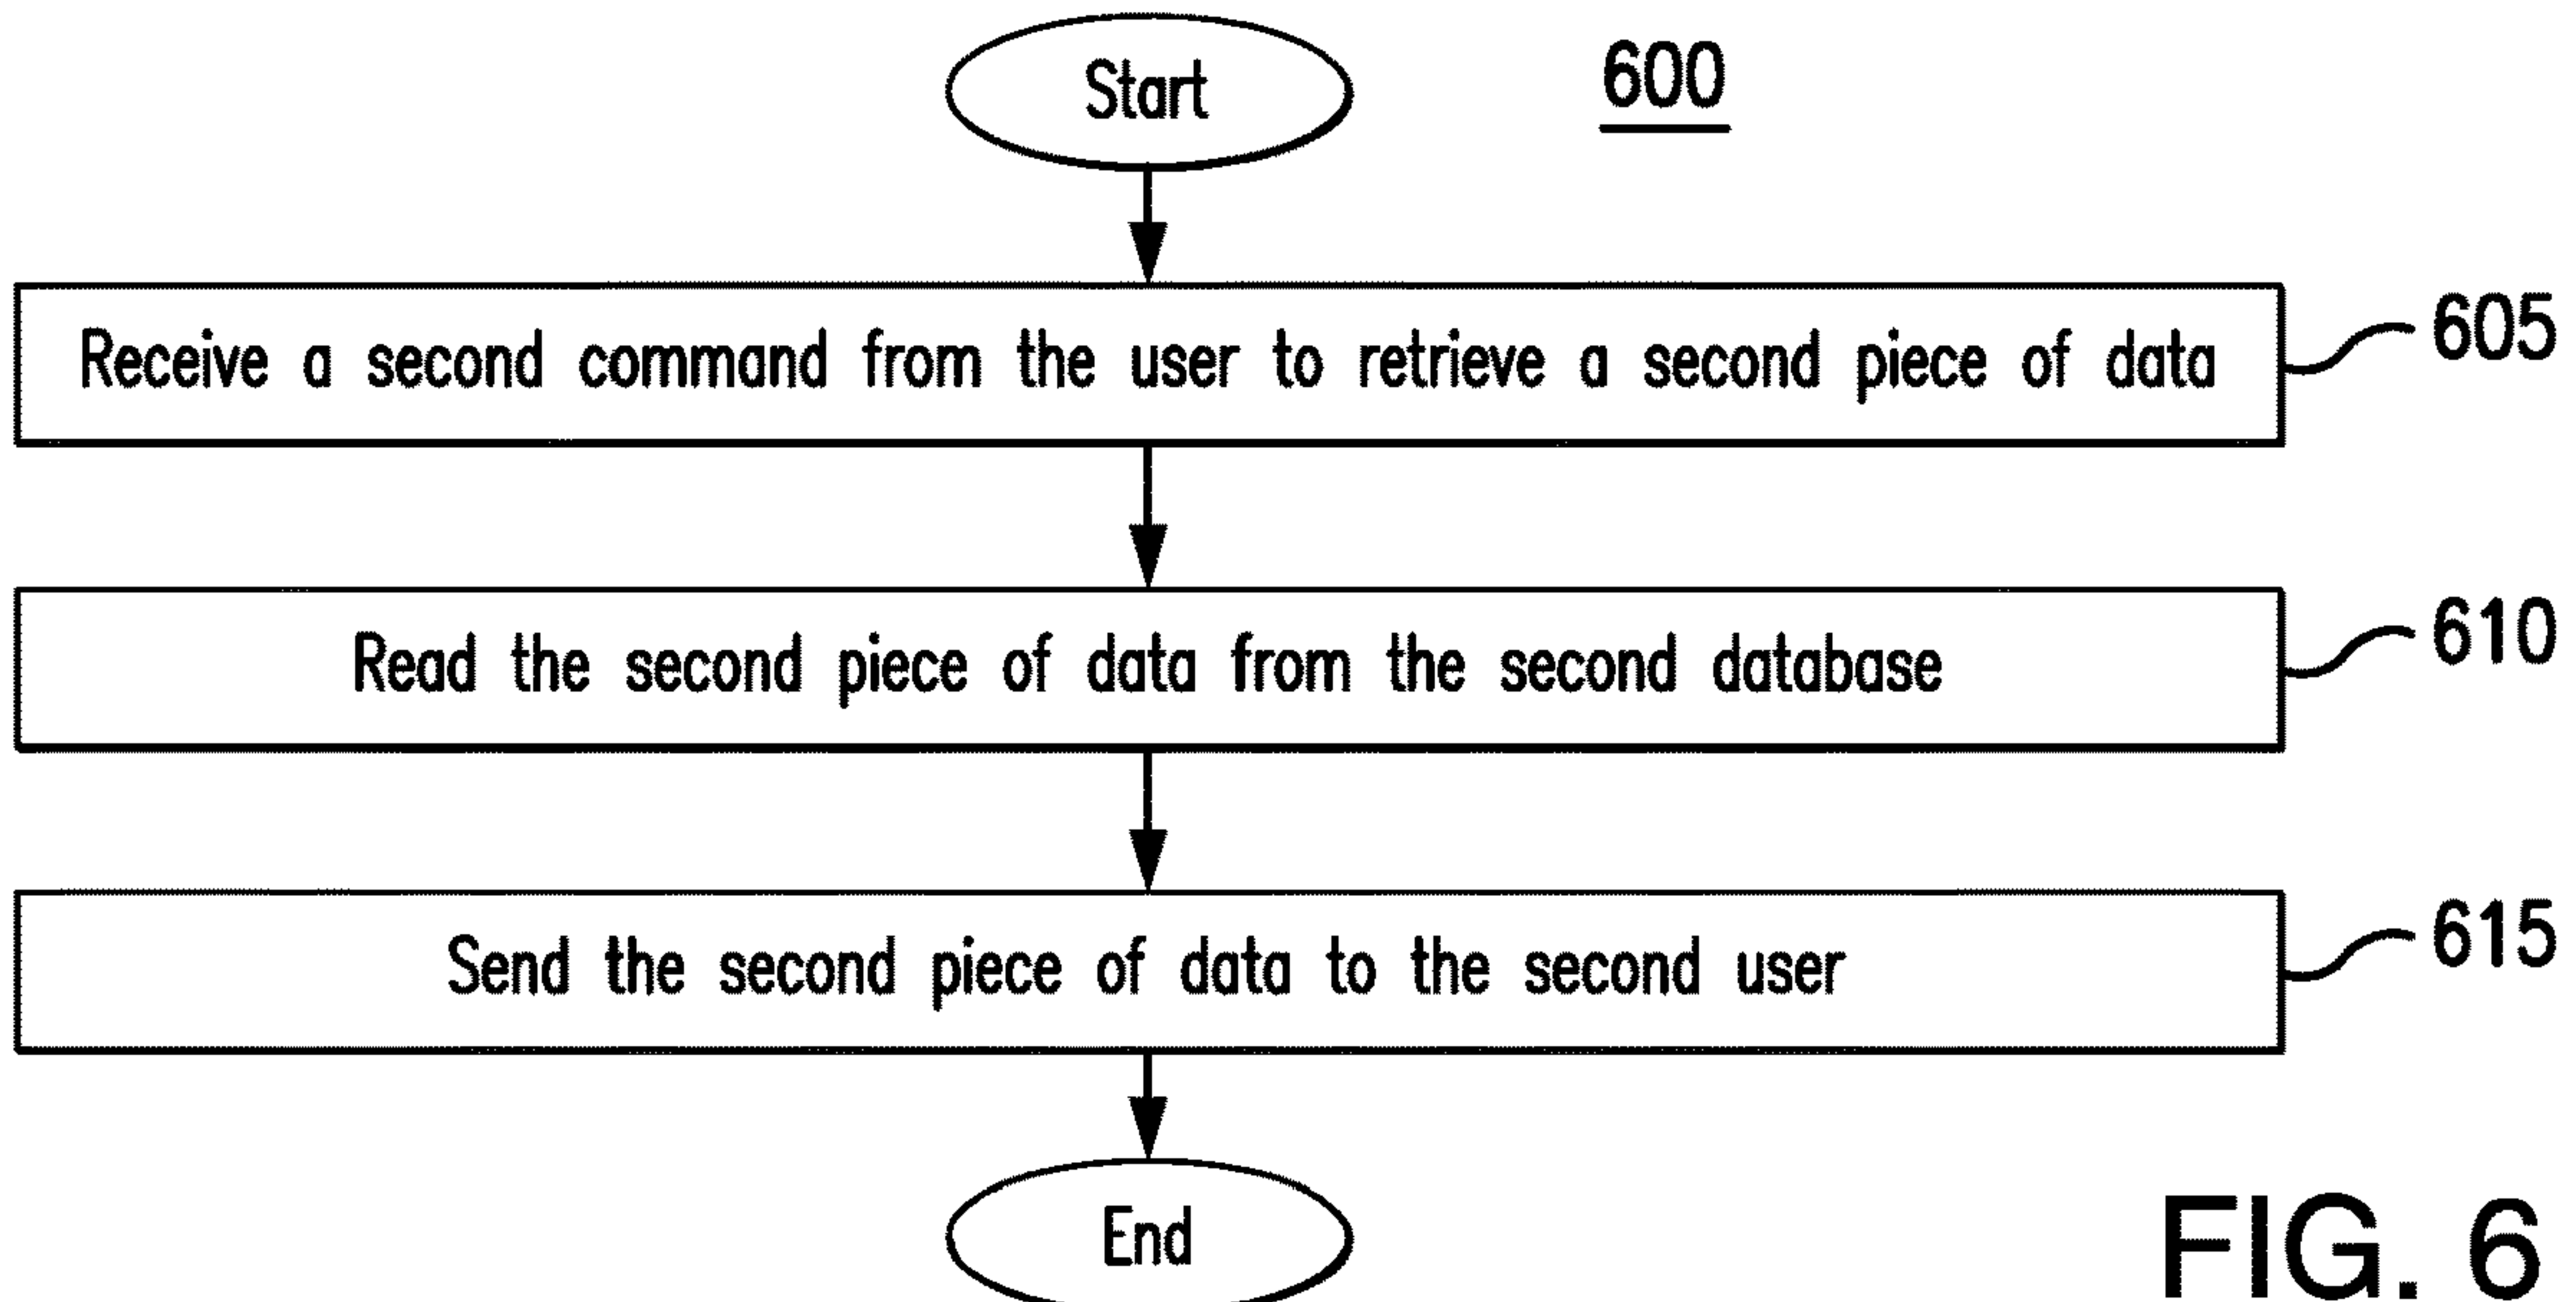 Start
600
Receive a second command from the user to retrieve a second piece of data
605
Read the second piece of data from the second database
610
Send the second piece of data to the second user
615
End
FIG. 6